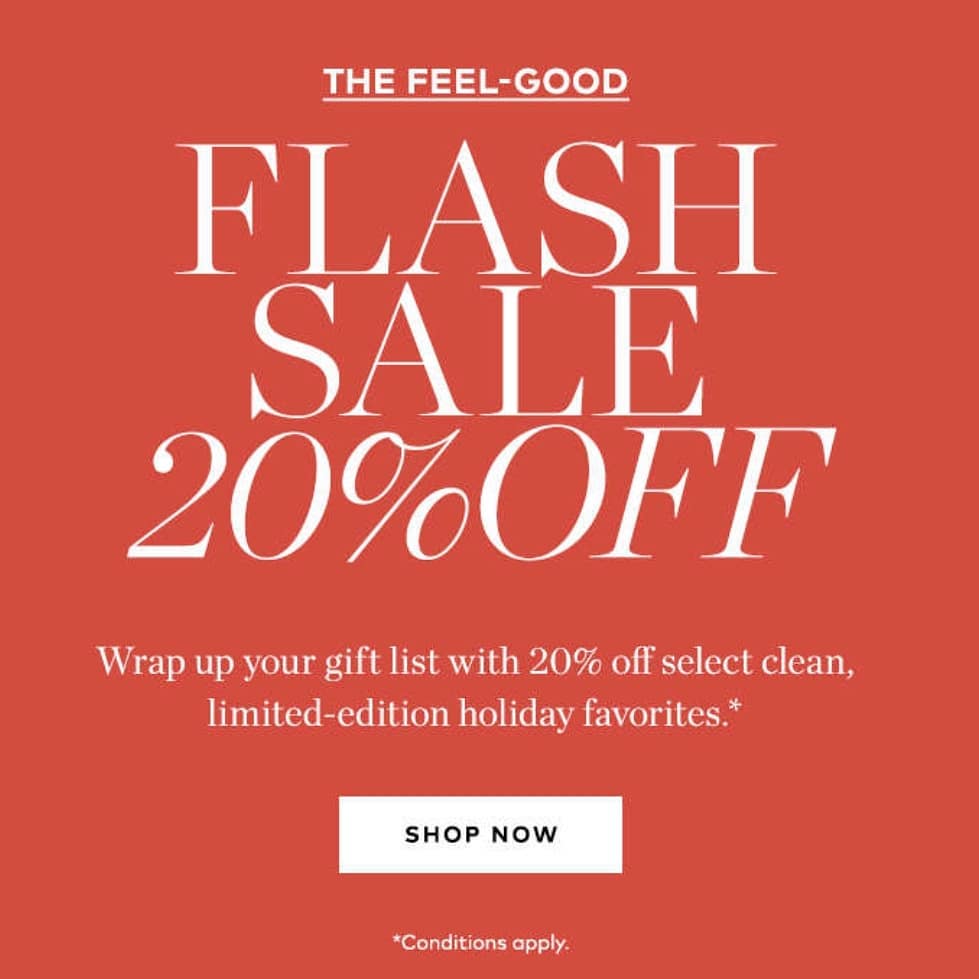 THE FEEL-GOOD
FLASH
SALE
20%OFF
Wrap up your gift list with 20% off select clean,
limited-edition holiday favorites.*
SHOP NOW
*Conditions apply.